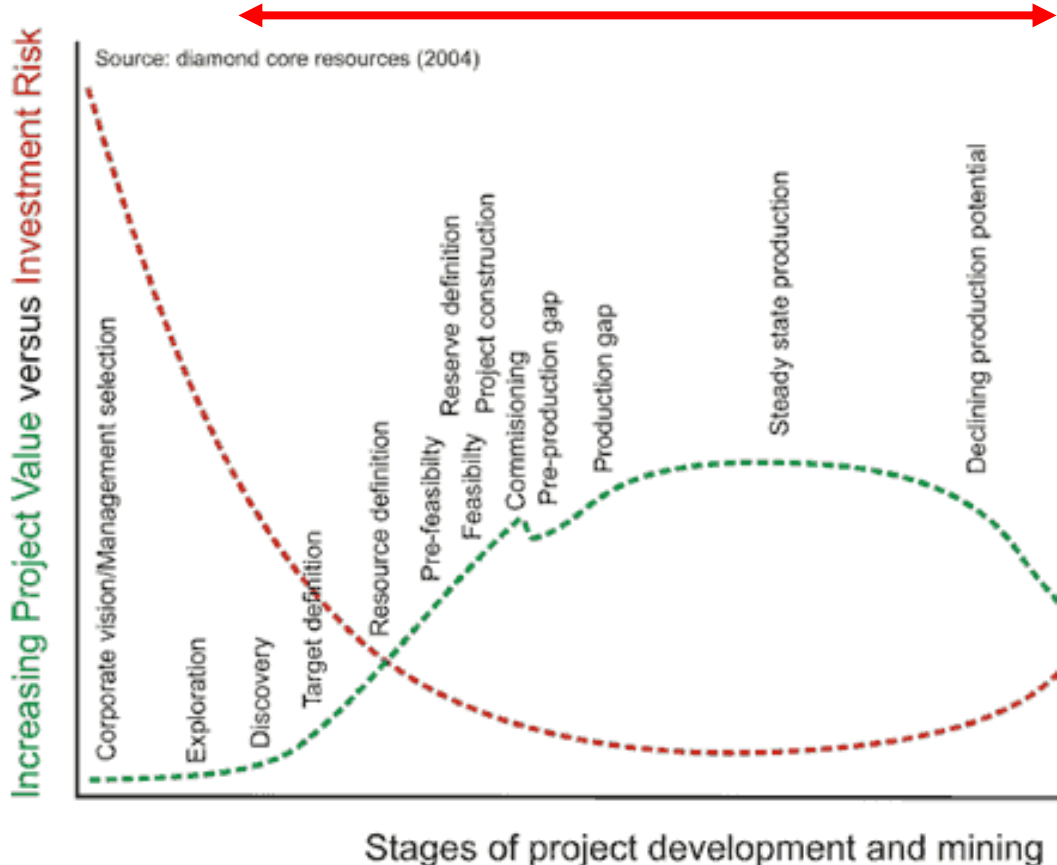 Increasing Project Value versus Investment Risk
Source: diamond core resources (2004)
Corporate vision/Management selection
Exploration
Discovery
Target definition
Resource definition
Pre-feasibilty
Reserve definition
Feasibilty
Project construction
Commisioning
Pre-production gap
Production gap
Steady state production
Declining production potential
Stages of project development and mining